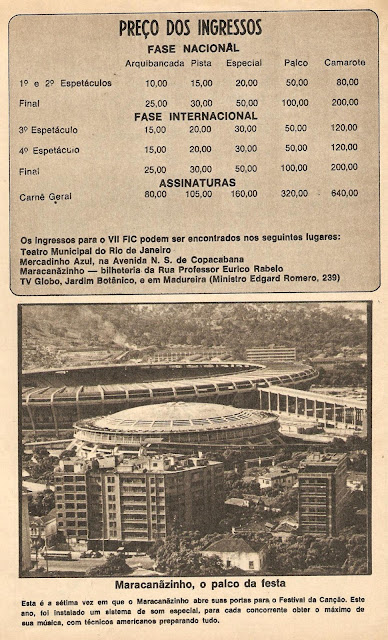 PREÇO DOS INGRESSOS
FASE NACIONAL
Arquibancada Pista Especial Palco Camarote
1º e 2º Espetáculos 10,00 15,00 20,00 50,00 80,00
Final 25,00 30,00 50,00 100,00 200,00
FASE INTERNACIONAL
3º Espetáculo 15,00 20,00 30,00 50,00 120,00
4º Espetáculo 15,00 20,00 30,00 50,00 120,00
Final 25,00 30,00 50,00 100,00 200,00
ASSINATURAS
Carnê Geral 80,00 105,00 160,00 320,00 640,00
Os ingressos para o VII FIC podem ser encontrados nos seguintes lugares:
Teatro Municipal do Rio de Janeiro
Mercadinho Azul, na Avenida N. S. de Copacabana
Maracanãzinho — bilheteria da Rua Professor Eurico Rabelo
TV Globo, Jardim Botânico, e em Madureira (Ministro Edgard Romero, 239)
Maracanãzinho, o palco da festa
Esta é a sétima vez em que o Maracanãzinho abre suas portas para o Festival da Canção. Este
ano, foi instalado um sistema de som especial, para cada concorrente obter o máximo de
sua música, com técnicos americanos preparando tudo.